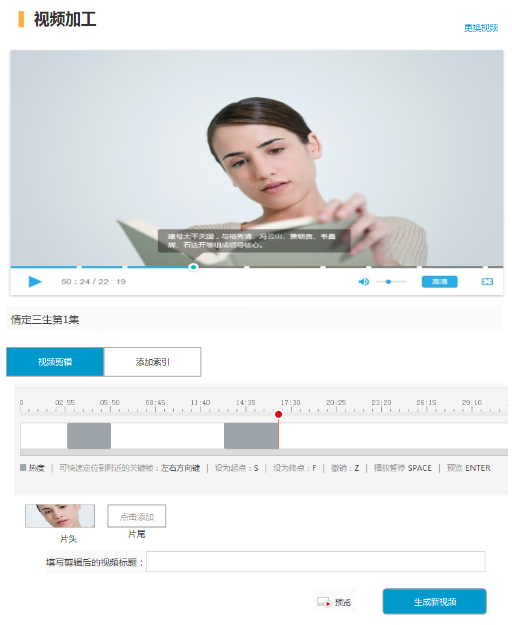 视频加工
更换视频
建号太平天国,与杨秀清、冯云山、萧朝贵、韦昌
辉、石达开等组成领导核心。
50:24 / 22:19
高清
情定三生第1集
视频剪辑
添加索引
0 02:55 05:50 08:45 11:40 14:35 17:30 20:25 23:20 26:15 29:10
热度 | 可快速定位到附近的关键帧:左右方向键 | 设为起点:S | 设为终点:F | 撤销:Z | 播放暂停 SPACE | 预览 ENTER
点击添加
片头
片尾
填写剪辑后的视频标题:
预览
生成新视频